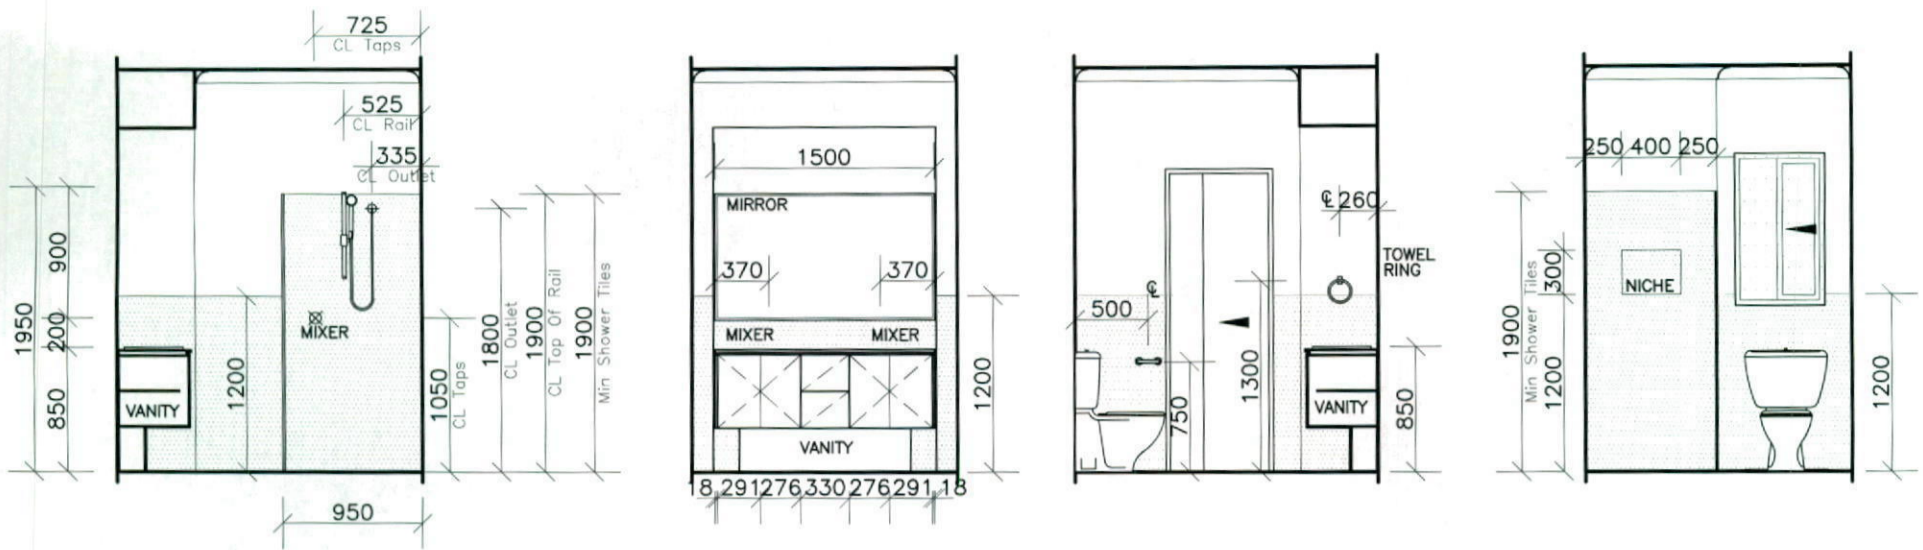 725
CL Taps
525
CL Rail
335
CL Outlet
1950
900
200
850
MIXER
VANITY
1200
1050
CL Taps
1800
CL Outlet
1900
CL Top Of Rail
1900
Min Shower Tiles
950
1500
MIRROR
370
370
MIXER
MIXER
VANITY
1200
18 291 276 330 276 291 18
℄ 260
TOWEL
RING
℄
500
750
1300
VANITY
850
250 400 250
1900
Min Shower Tiles
300
1200
NICHE
1200